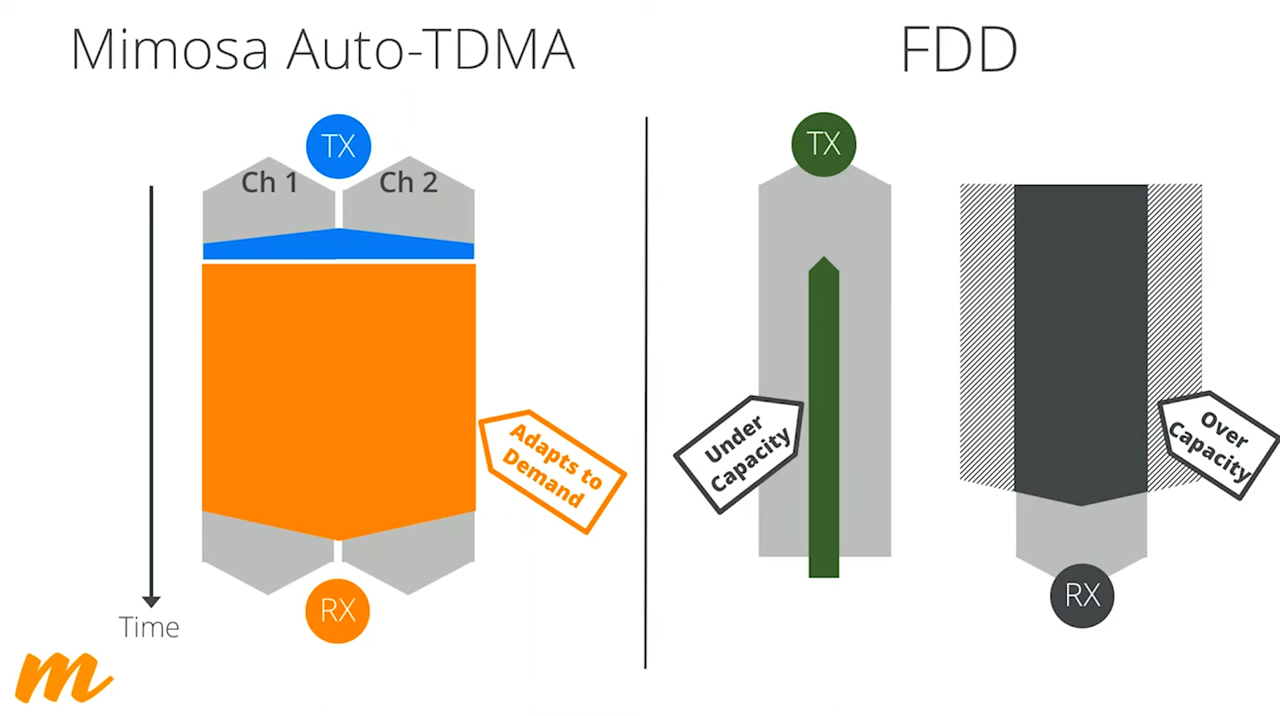 Mimosa Auto-TDMA
FDD
TX
Ch 1
Ch 2
Adapts to
Demand
RX
Time
m
TX
Under
Capacity
Over
Capacity
RX